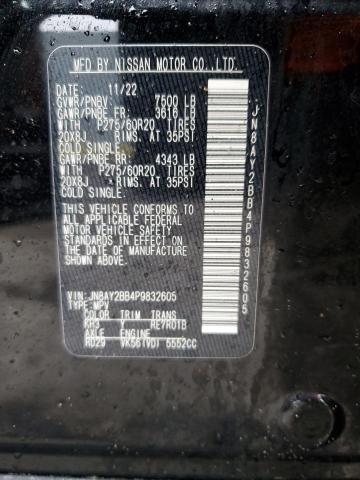 MFD BY NISSAN MOTOR CO.,LTD.
DATE: 11/22
GVWR/PNBV: 7500 LB
GAWR/PNBE FR: 3616 LB
WITH P275/60R20 TIRES
20X8J RIMS. AT 35PSI
COLD SINGLE
GAWR/PNBE RR: 4343 LB
WITH P275/60R20 TIRES
20X8J RIMS. AT 35PSI
COLD SINGLE.
THIS VEHICLE CONFORMS TO
ALL APPLICABLE FEDERAL
MOTOR VEHICLE SAFETY
STANDARDS IN EFFECT ON
THE DATE OF MANUFACTURE
SHOWN ABOVE.
VIN: JN8AY2BB4P9832605
TYPE: MPV
COLOR TRIM TRANS
KH3 RE7R01B
AXLE ENGINE
RD29 VK56(VD) 5552CC
JN8AY2BB4P9832605